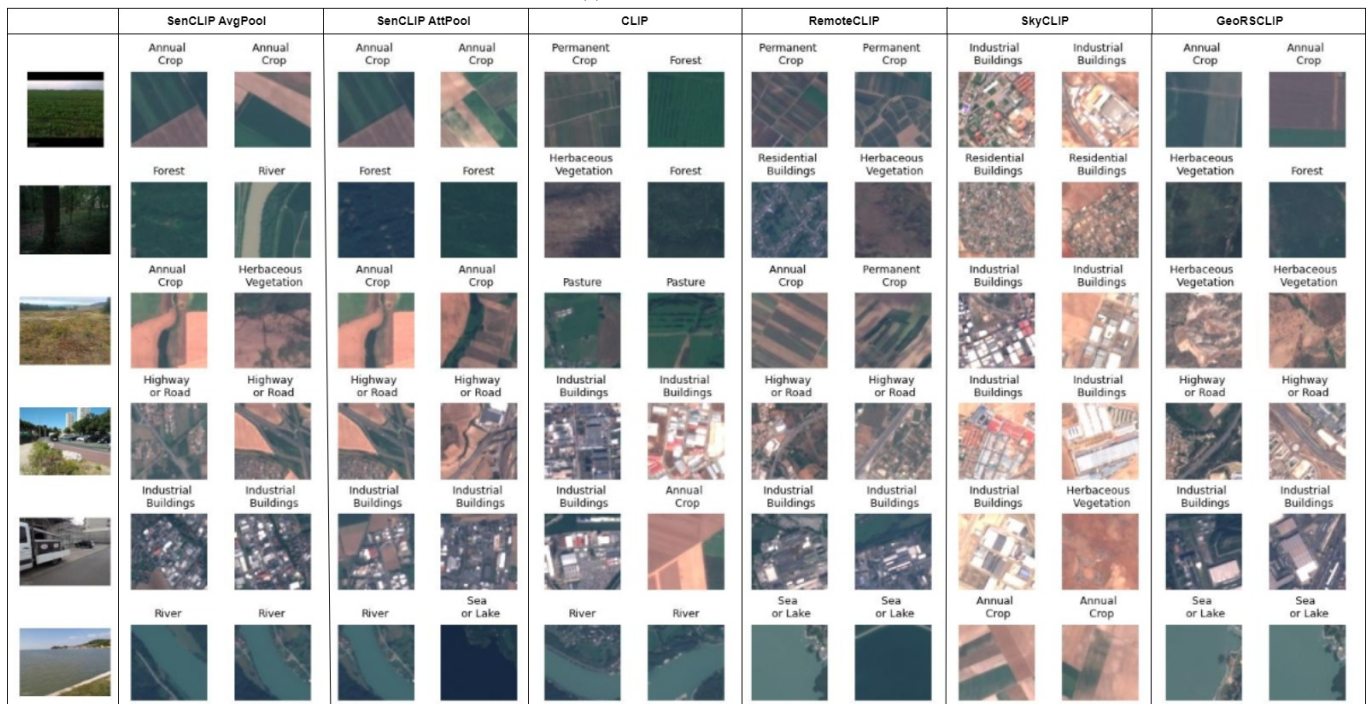 SenCLIP AvgPool SenCLIP AttPool CLIP RemoteCLIP SkyCLIP GeoRSCLIP
Annual Crop Annual Crop Annual Crop Annual Crop Permanent Crop Forest Permanent Crop Permanent Crop Industrial Buildings Industrial Buildings Annual Crop Annual Crop
Forest River Forest Forest Herbaceous Vegetation Forest Residential Buildings Herbaceous Vegetation Residential Buildings Residential Buildings Herbaceous Vegetation Forest
Annual Crop Herbaceous Vegetation Annual Crop Annual Crop Pasture Pasture Annual Crop Permanent Crop Industrial Buildings Industrial Buildings Herbaceous Vegetation Herbaceous Vegetation
Highway or Road Highway or Road Highway or Road Highway or Road Industrial Buildings Industrial Buildings Highway or Road Highway or Road Industrial Buildings Industrial Buildings Highway or Road Highway or Road
Industrial Buildings Industrial Buildings Industrial Buildings Industrial Buildings Industrial Buildings Annual Crop Industrial Buildings Industrial Buildings Industrial Buildings Herbaceous Vegetation Industrial Buildings Industrial Buildings
River River River Sea or Lake River River Sea or Lake Sea or Lake Annual Crop Annual Crop Sea or Lake Sea or Lake